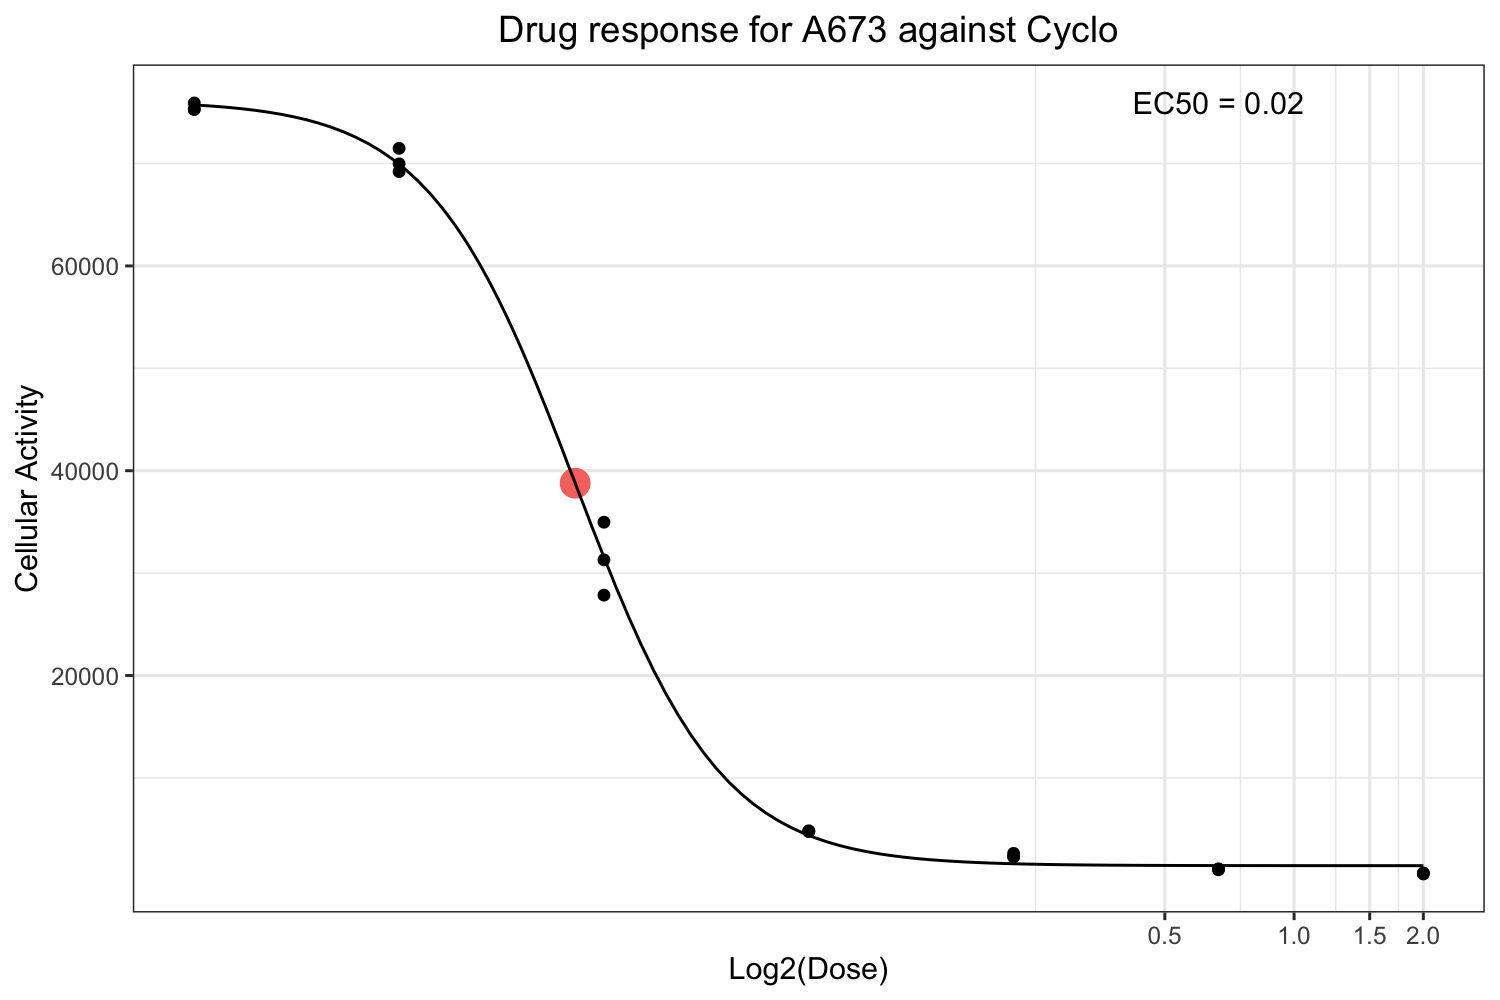 Drug response for A673 against Cyclo
EC50 = 0.02
60000
40000
20000
Cellular Activity
0.5 1.0 1.5 2.0
Log2(Dose)